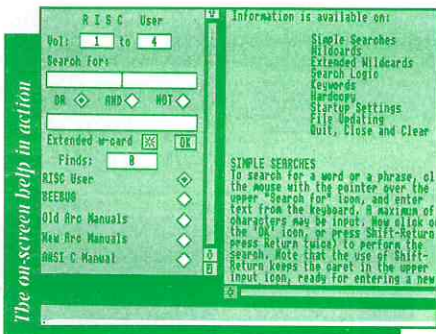 The on-screen help in action
RISC User
Vol: 1 to 4
Search for:
OR AND NOT
Extended w-card OK
Finds: 0
RISC User
BEEBUG
Old Arc Manuals
New Arc Manuals
ANSI C Manual
Information is available on:
Simple Searches
Wildcards
Extended Wildcards
Search Logic
Keywords
Hardcopy
Startup Settings
File Updating
Quit, Close and Clear
SIMPLE SEARCHES
To search for a word or a phrase, cl
the mouse with the pointer over the
upper "Search for" icon, and enter
text from the keyboard. A maximum of
characters may be input. Now click on
the "OK" icon, or press Shift-Return
press Return twice) to perform the
search. Note that the use of Shift-
Return keeps the caret in the upper
input icon, ready for entering a new